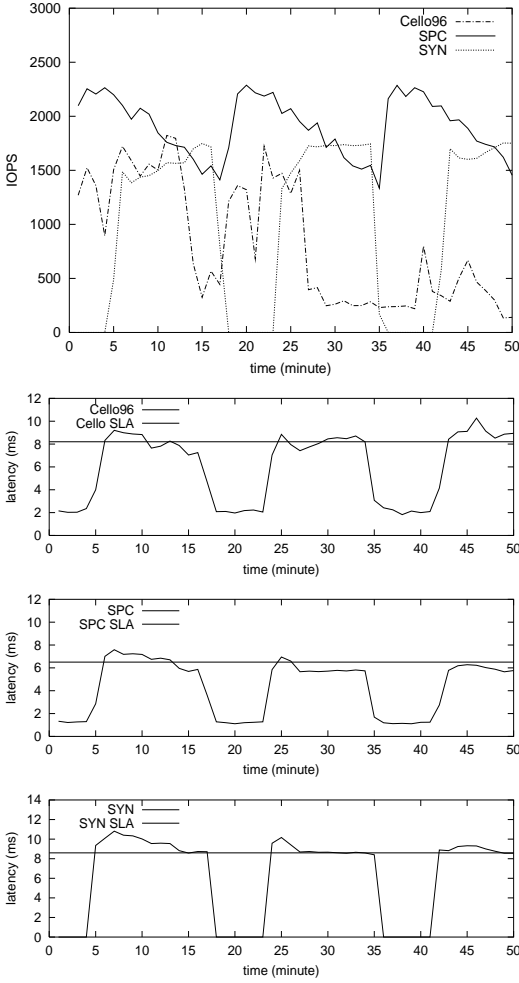 3000
2500
2000
1500
1000
500
0
IOPS
Cello96
SPC
SYN
0 5 10 15 20 25 30 35 40 45 50
time (minute)
12
10
8
6
4
2
0
latency (ms)
Cello96
Cello SLA
0 5 10 15 20 25 30 35 40 45 50
time (minute)
12
10
8
6
4
2
0
latency (ms)
SPC
SPC SLA
0 5 10 15 20 25 30 35 40 45 50
time (minute)
14
12
10
8
6
4
2
0
latency (ms)
SYN
SYN SLA
0 5 10 15 20 25 30 35 40 45 50
time (minute)